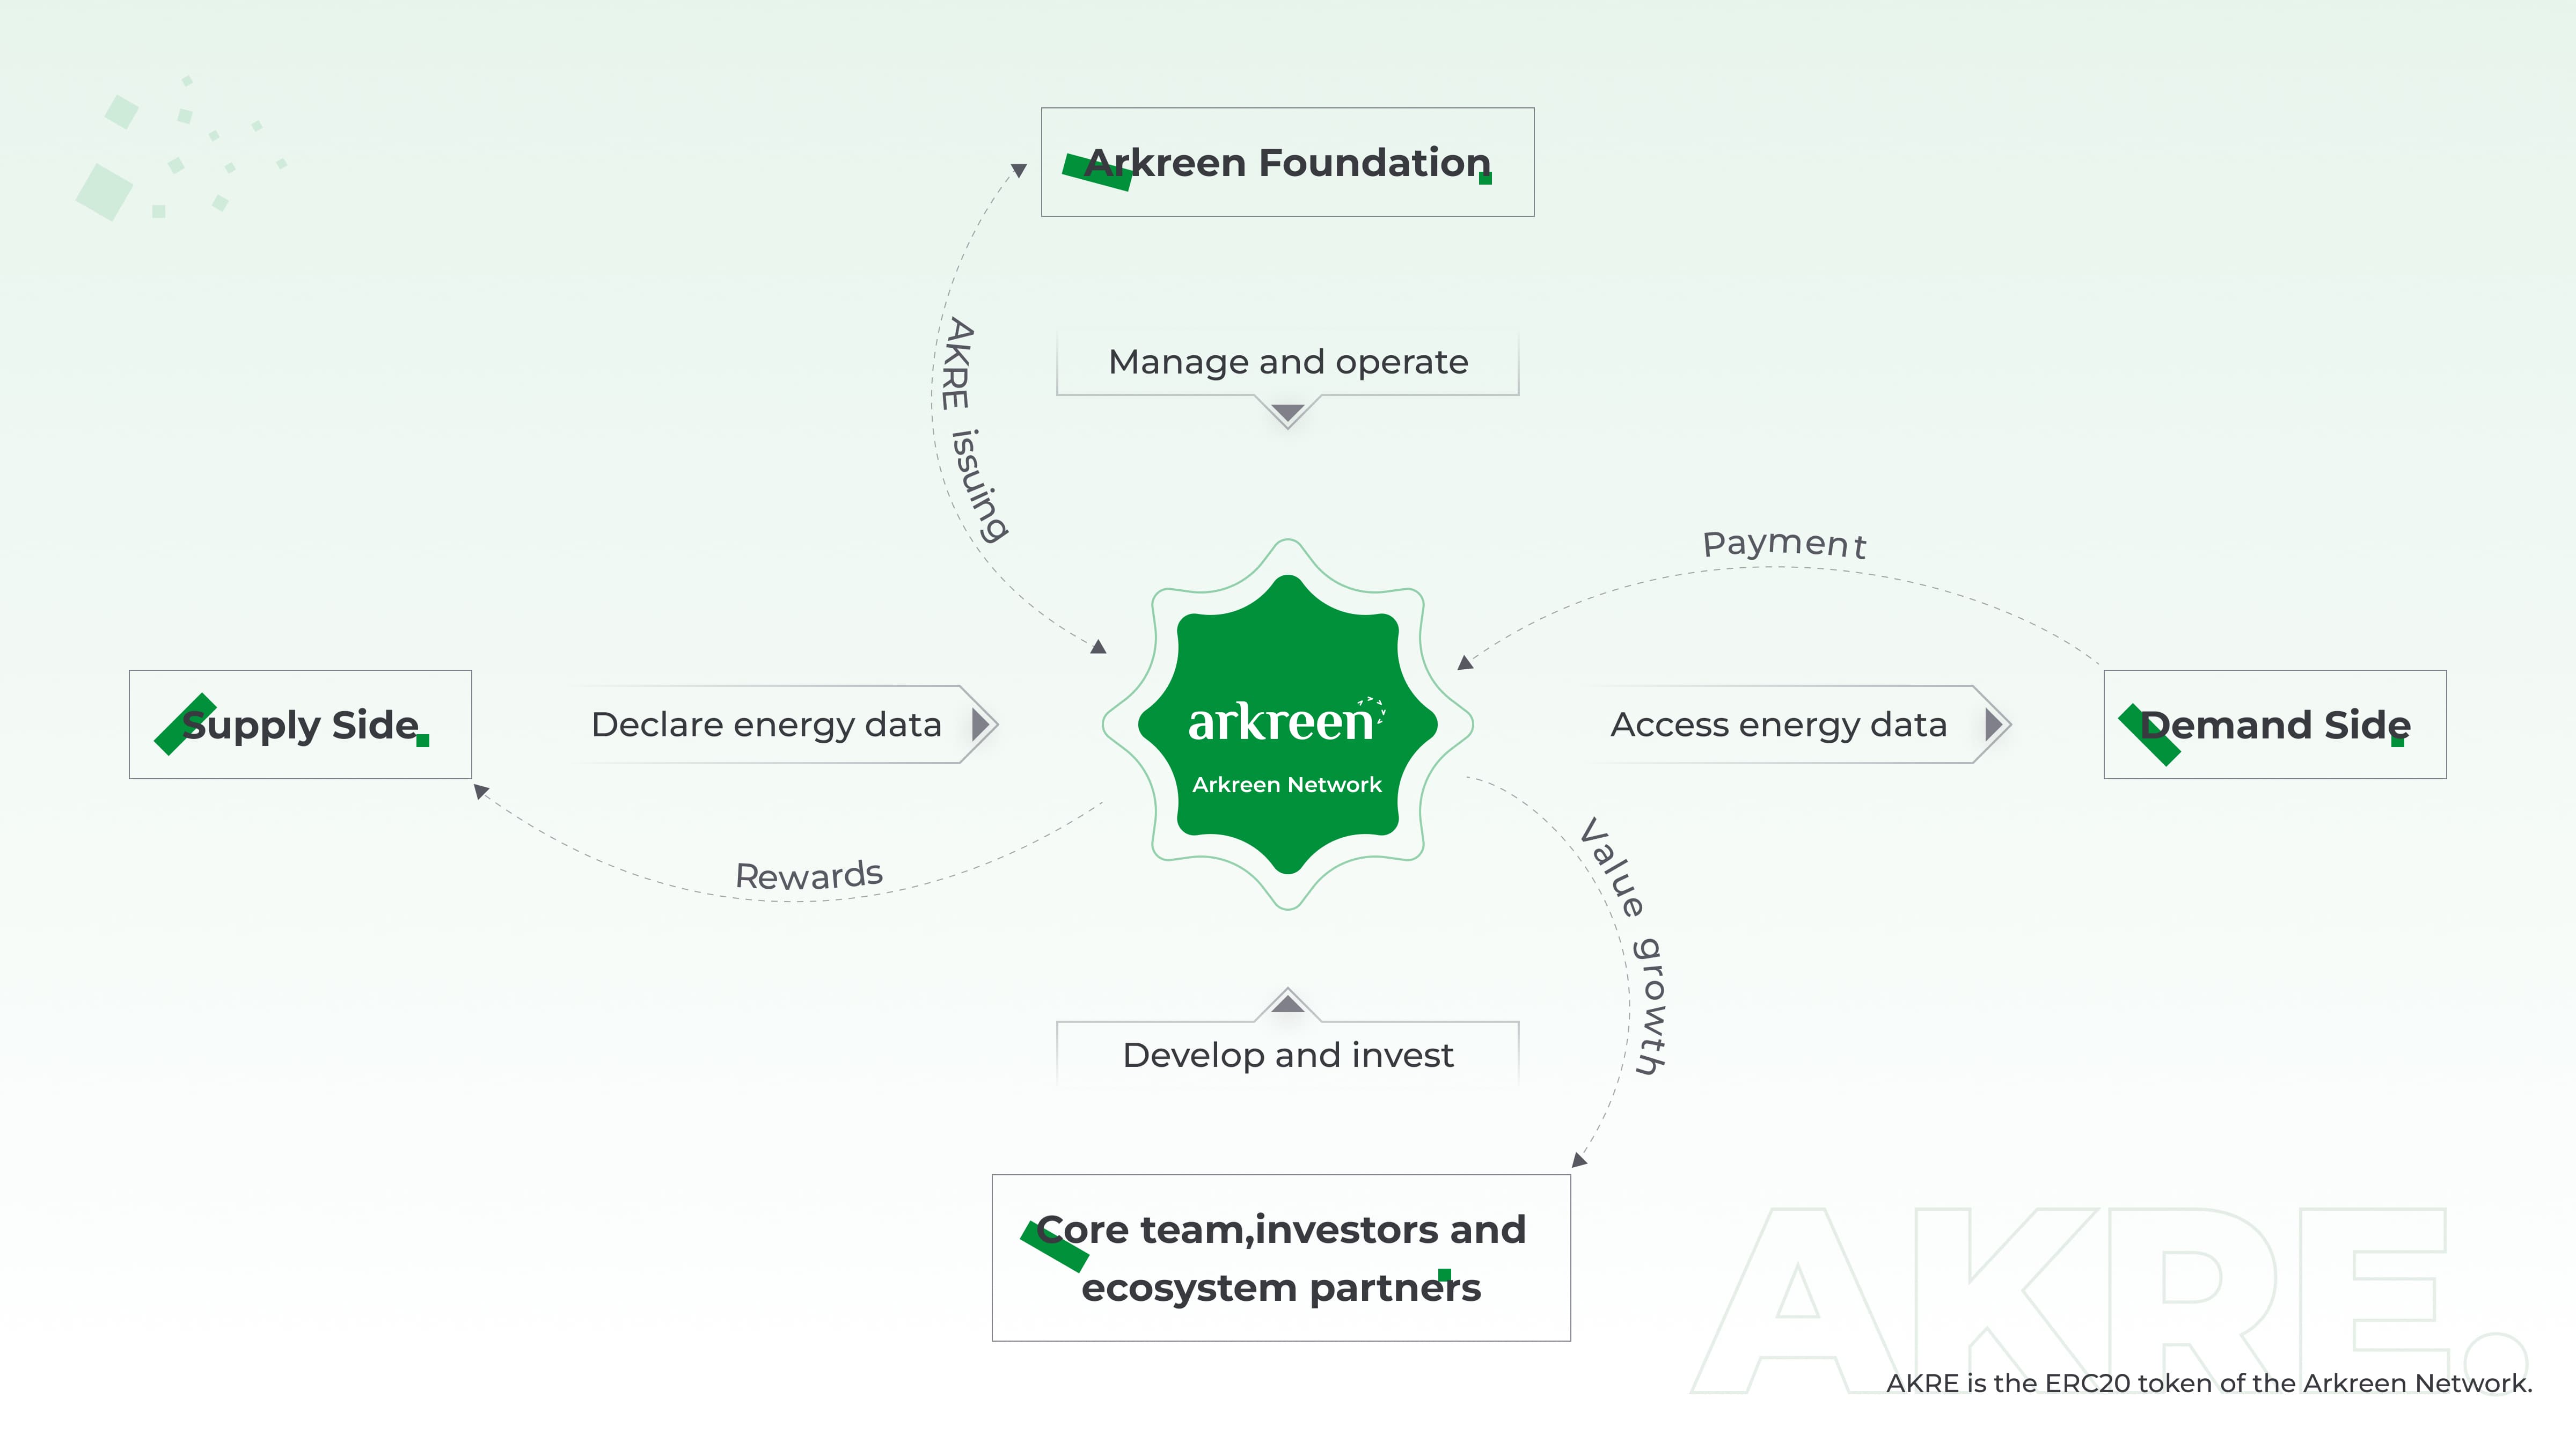 Arkreen Foundation
Manage and operate
AKRE issuing
Payment
Supply Side
Declare energy data
arkreen
Arkreen Network
Access energy data
Demand Side
Rewards
Value growth
Develop and invest
Core team,investors and
ecosystem partners
AKRE.
AKRE is the ERC20 token of the Arkreen Network.